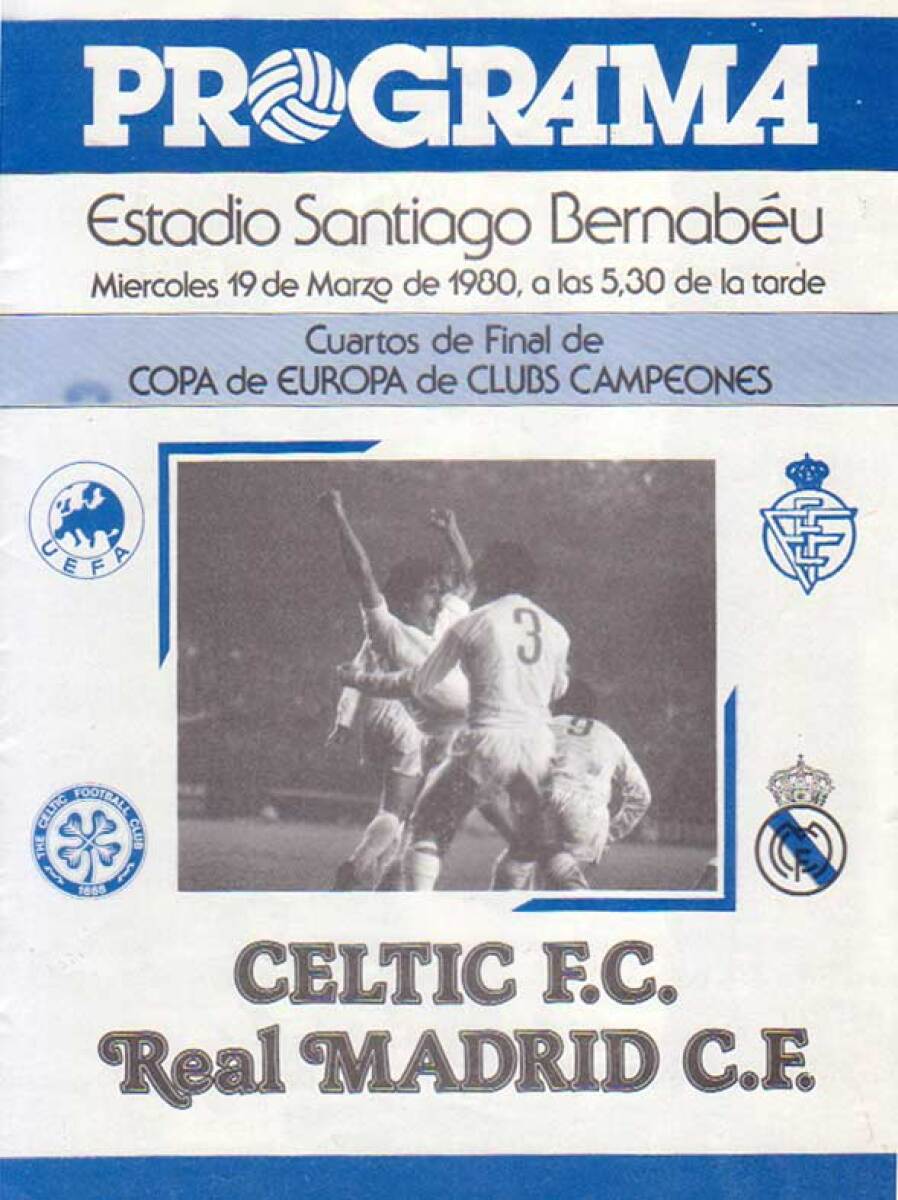 PROGRAMA
Estadio Santiago Bernabéu
Miercoles 19 de Marzo de 1980, a las 5,30 de la tarde
Cuartos de Final de
COPA de EUROPA de CLUBS CAMPEONES
UEFA
3
9
THE CELTIC FOOTBALL CLUB
1888
CELTIC F.C.
Real MADRID C.F.